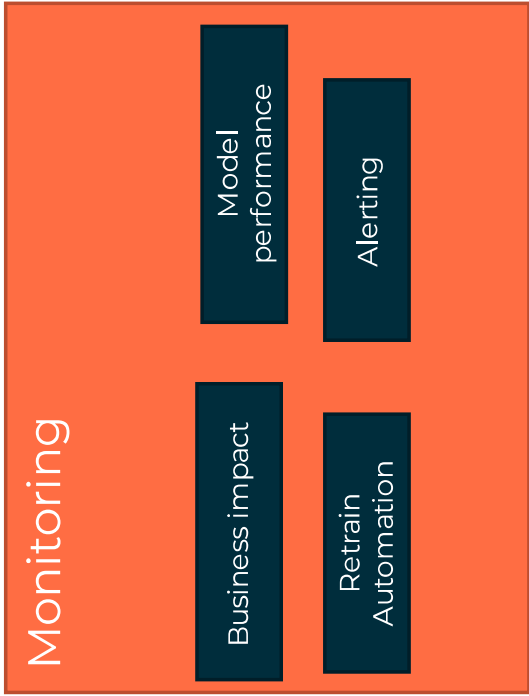 Monitoring
Business impact
Model
performance
Retrain
Automation
Alerting